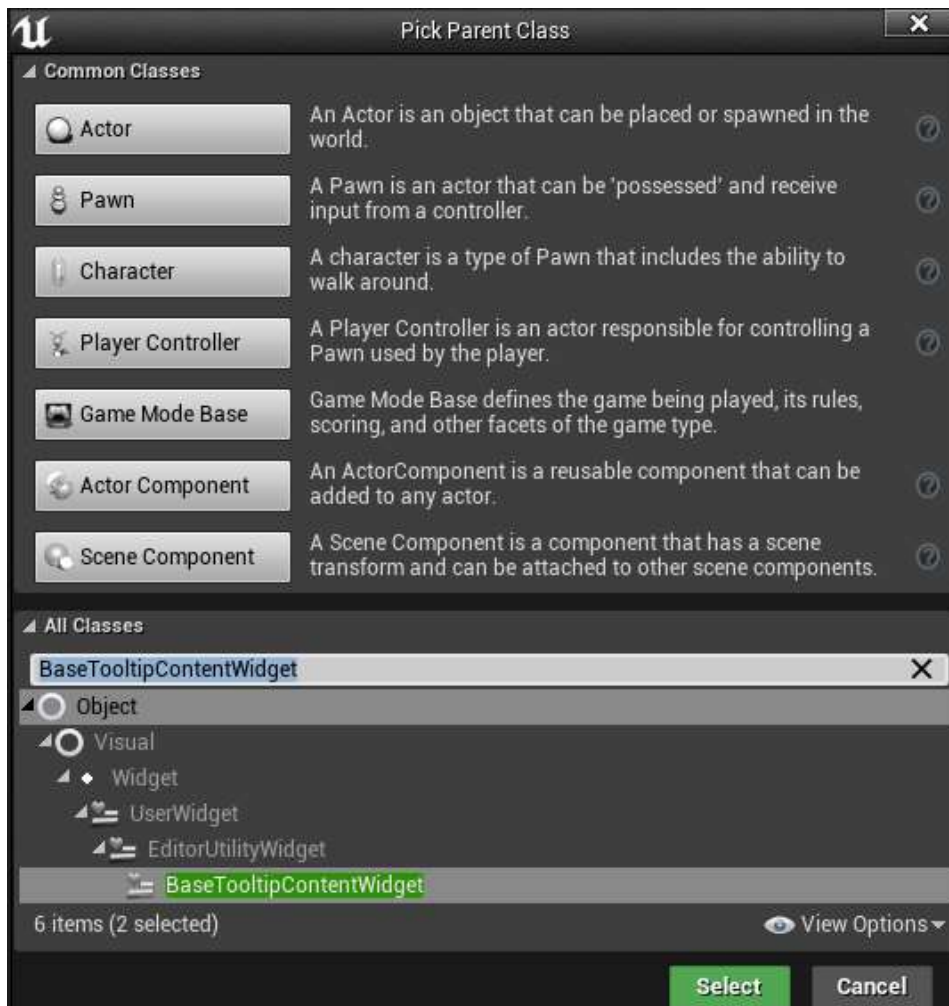 Pick Parent Class
Common Classes
Actor
An Actor is an object that can be placed or spawned in the
world.
Pawn
A Pawn is an actor that can be 'possessed' and receive
input from a controller.
Character
A character is a type of Pawn that includes the ability to
walk around.
Player Controller
A Player Controller is an actor responsible for controlling a
Pawn used by the player.
Game Mode Base
Game Mode Base defines the game being played, its rules,
scoring, and other facets of the game type.
Actor Component
An ActorComponent is a reusable component that can be
added to any actor.
Scene Component
A Scene Component is a component that has a scene
transform and can be attached to other scene components.
All Classes
BaseTooltipContentWidget
Object
Visual
Widget
UserWidget
EditorUtilityWidget
BaseTooltipContentWidget
6 items (2 selected)
View Options
Select
Cancel